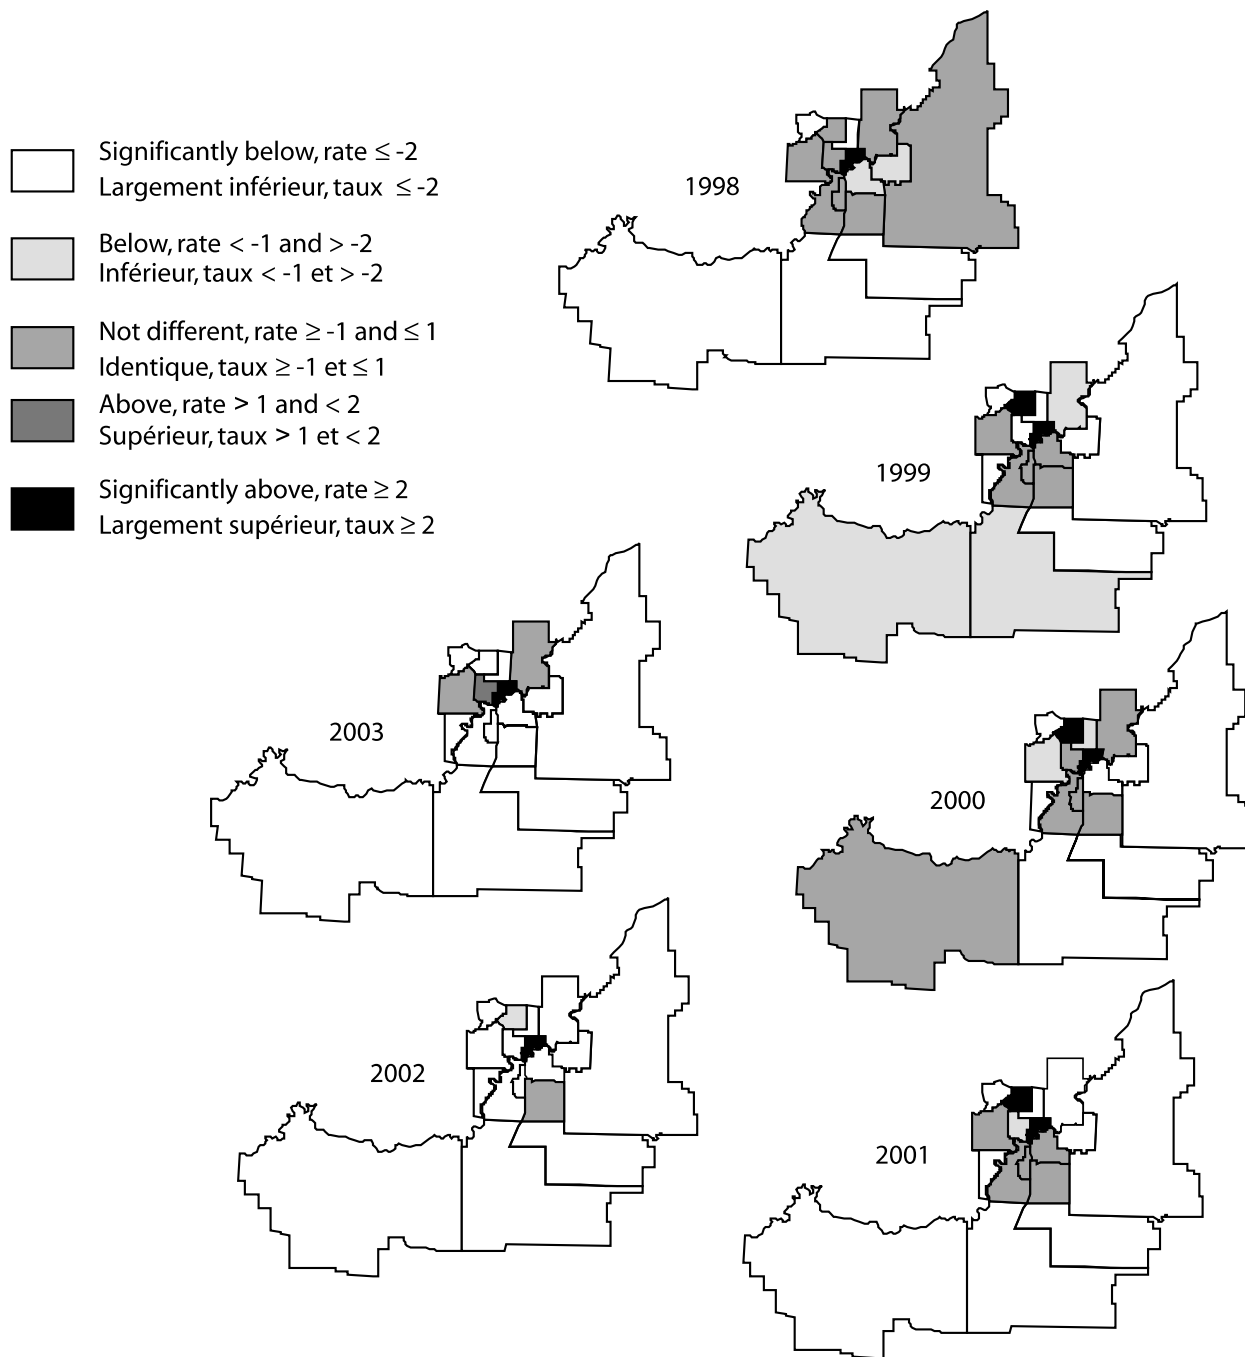 Significantly below, rate ≤ -2
Largement inférieur, taux ≤ -2
Below, rate < -1 and > -2
Inférieur, taux < -1 et > -2
Not different, rate ≥ -1 and ≤ 1
Identique, taux ≥ -1 et ≤ 1
Above, rate > 1 and < 2
Supérieur, taux > 1 et < 2
Significantly above, rate ≥ 2
Largement supérieur, taux ≥ 2
1998
1999
2003
2000
2002
2001